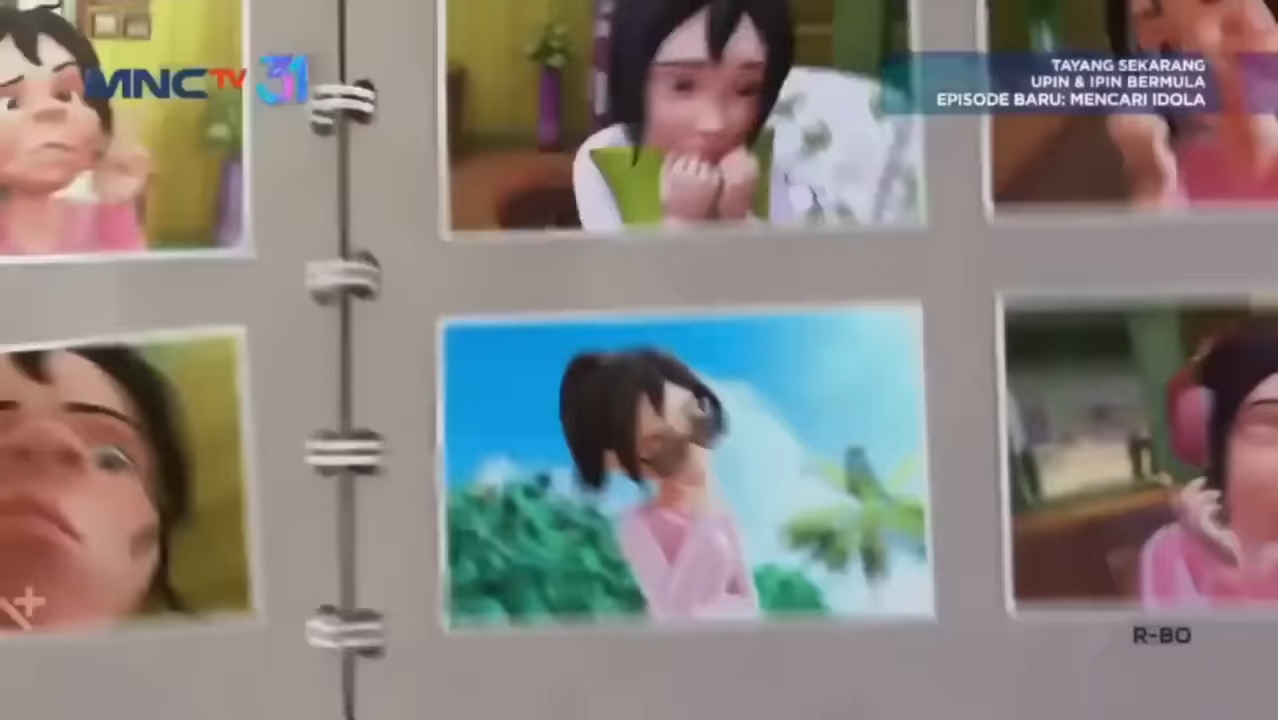 MNCTV 31
TAYANG SEKARANG
UPIN & IPIN BERMULA
EPISODE BARU: MENCARI IDOLA
R-BO